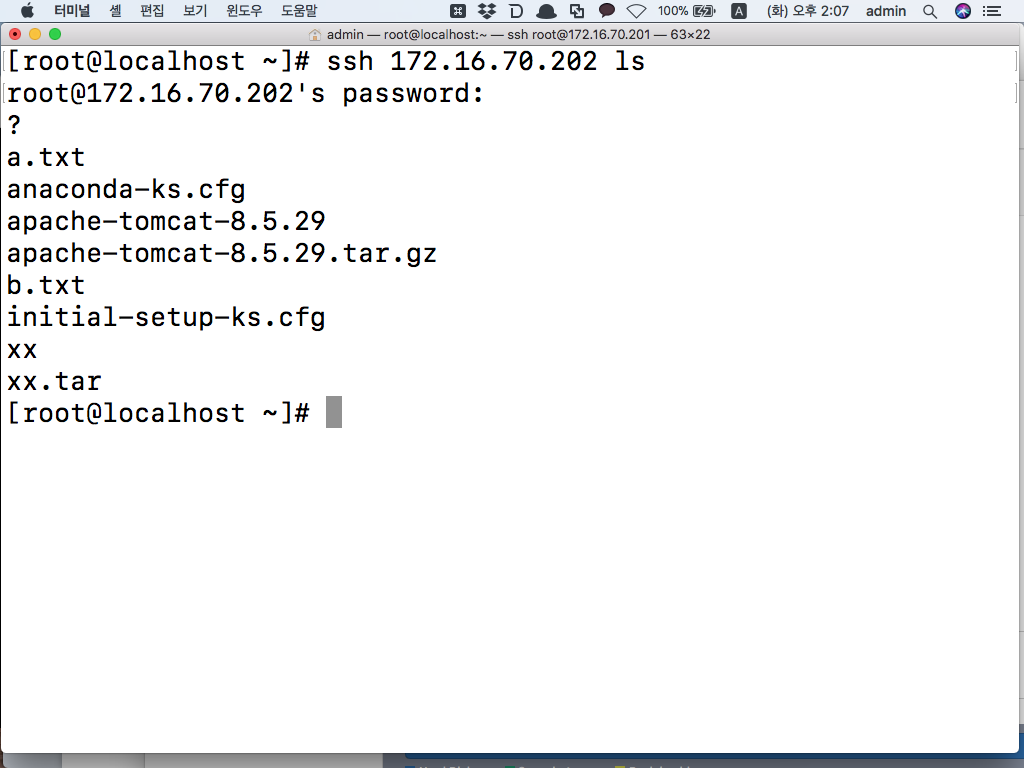 터미널 셸 편집 보기 윈도우 도움말 100% A (화) 오후 2:07 admin
admin — root@localhost:~ — ssh root@172.16.70.201 — 63×22
[root@localhost ~]# ssh 172.16.70.202 ls
root@172.16.70.202's password:
?
a.txt
anaconda-ks.cfg
apache-tomcat-8.5.29
apache-tomcat-8.5.29.tar.gz
b.txt
initial-setup-ks.cfg
xx
xx.tar
[root@localhost ~]#